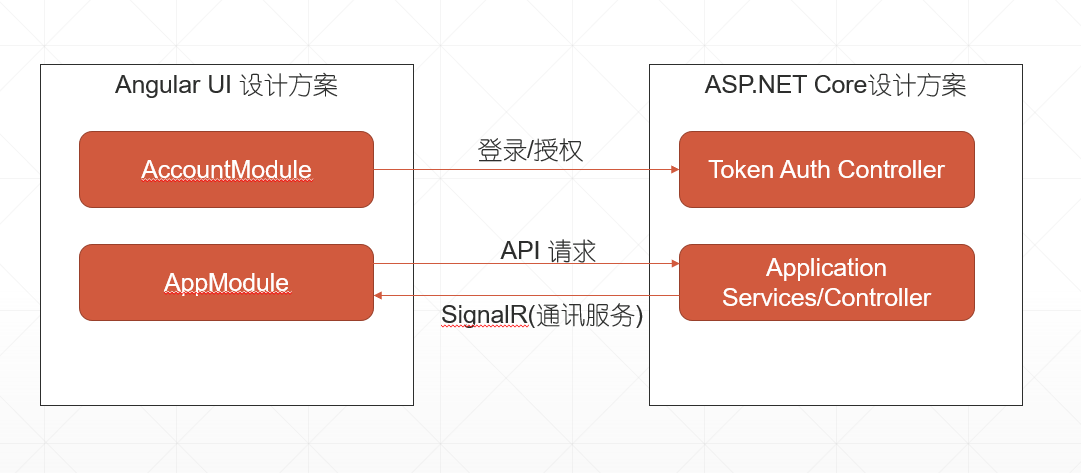 Angular UI 设计方案
ASP.NET Core设计方案
AccountModule
登录/授权
Token Auth Controller
AppModule
API 请求
SignalR(通讯服务)
Application
Services/Controller